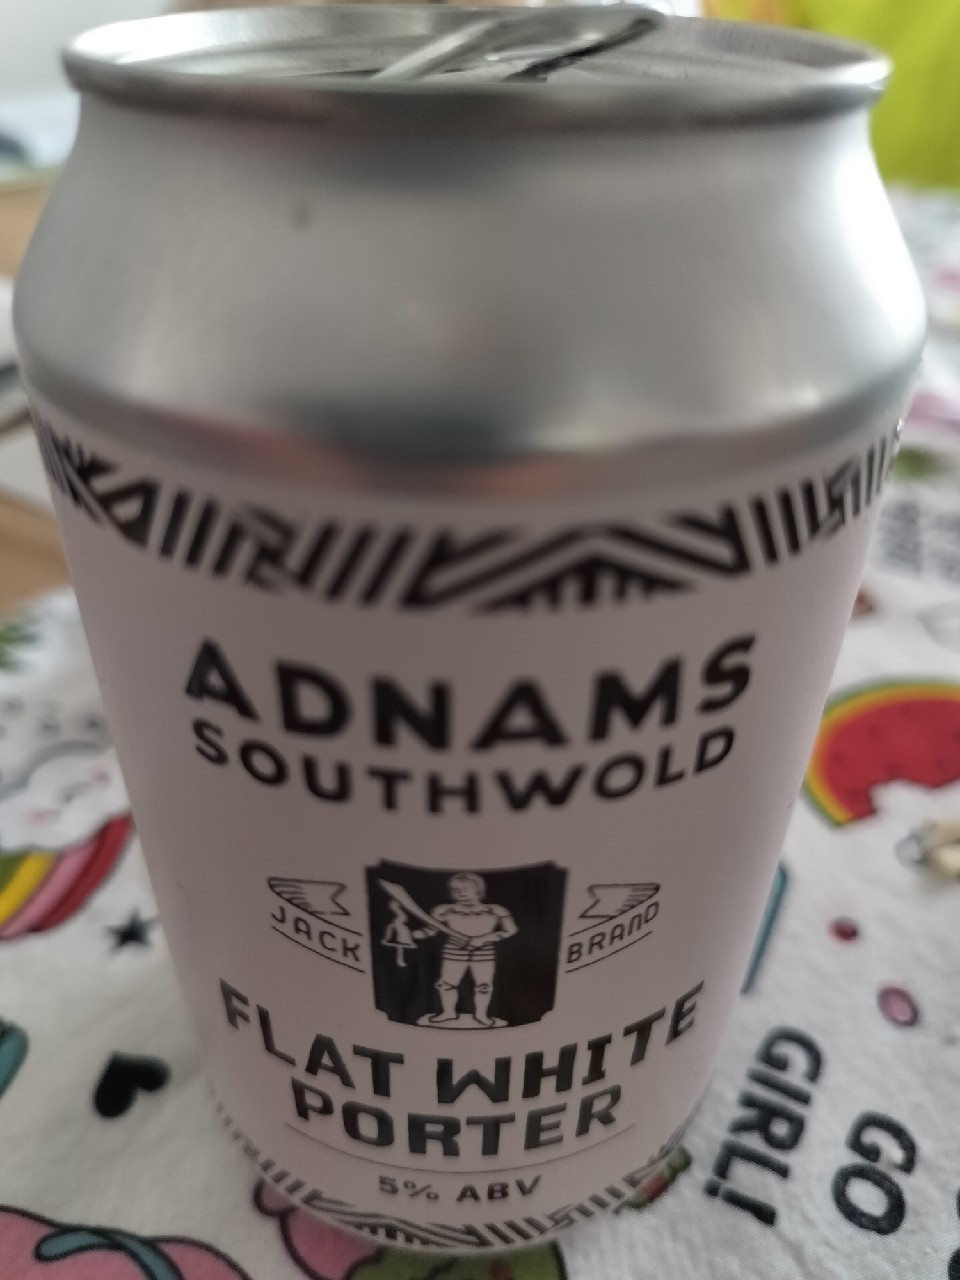 ADNAMS
SOUTHWOLD
JACK BRAND
FLAT WHITE
PORTER
5% ABV
GO
GIRL!